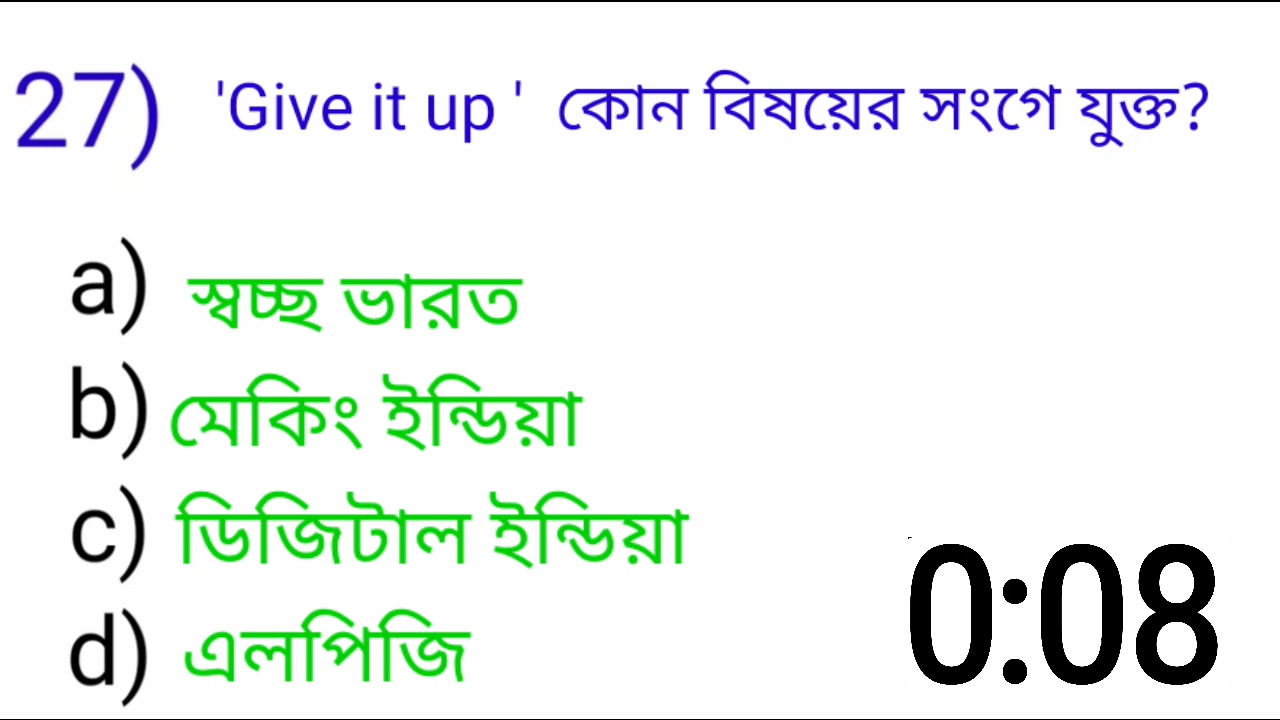 27) 'Give it up ' কোন বিষয়ের সংগে যুক্ত?
a) স্বচ্ছ ভারত
b) মেকিং ইন্ডিয়া
c) ডিজিটাল ইন্ডিয়া
d) এলপিজি
0:08